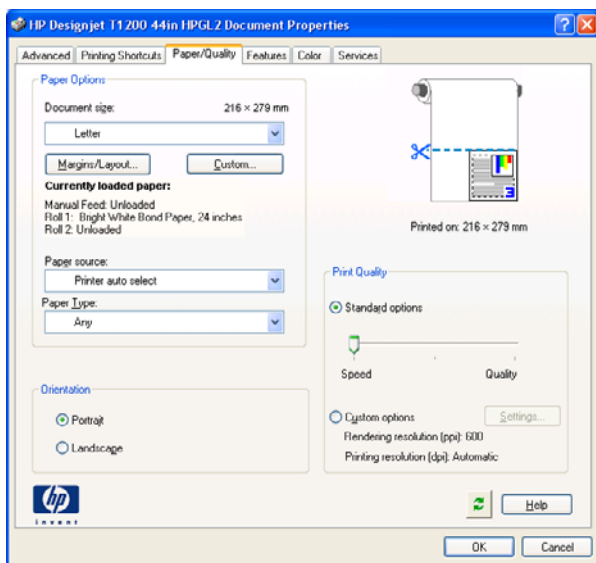 HP Designjet T1200 44in HPGL2 Document Properties
Advanced Printing Shortcuts Paper/Quality Features Color Services
Paper Options
Document size: 216 × 279 mm
Letter
Margins/Layout... Custom...
Currently loaded paper:
Manual Feed: Unloaded
Roll 1: Bright White Bond Paper, 24 inches
Roll 2: Unloaded
Paper source:
Printer auto select
Paper Type:
Any
Orientation
Portrait
Landscape
3
Printed on: 216 × 279 mm
Print Quality
Standard options
Speed Quality
Custom options Settings...
Rendering resolution (ppi): 600
Printing resolution (dpi): Automatic
hp
invent
Help
OK Cancel